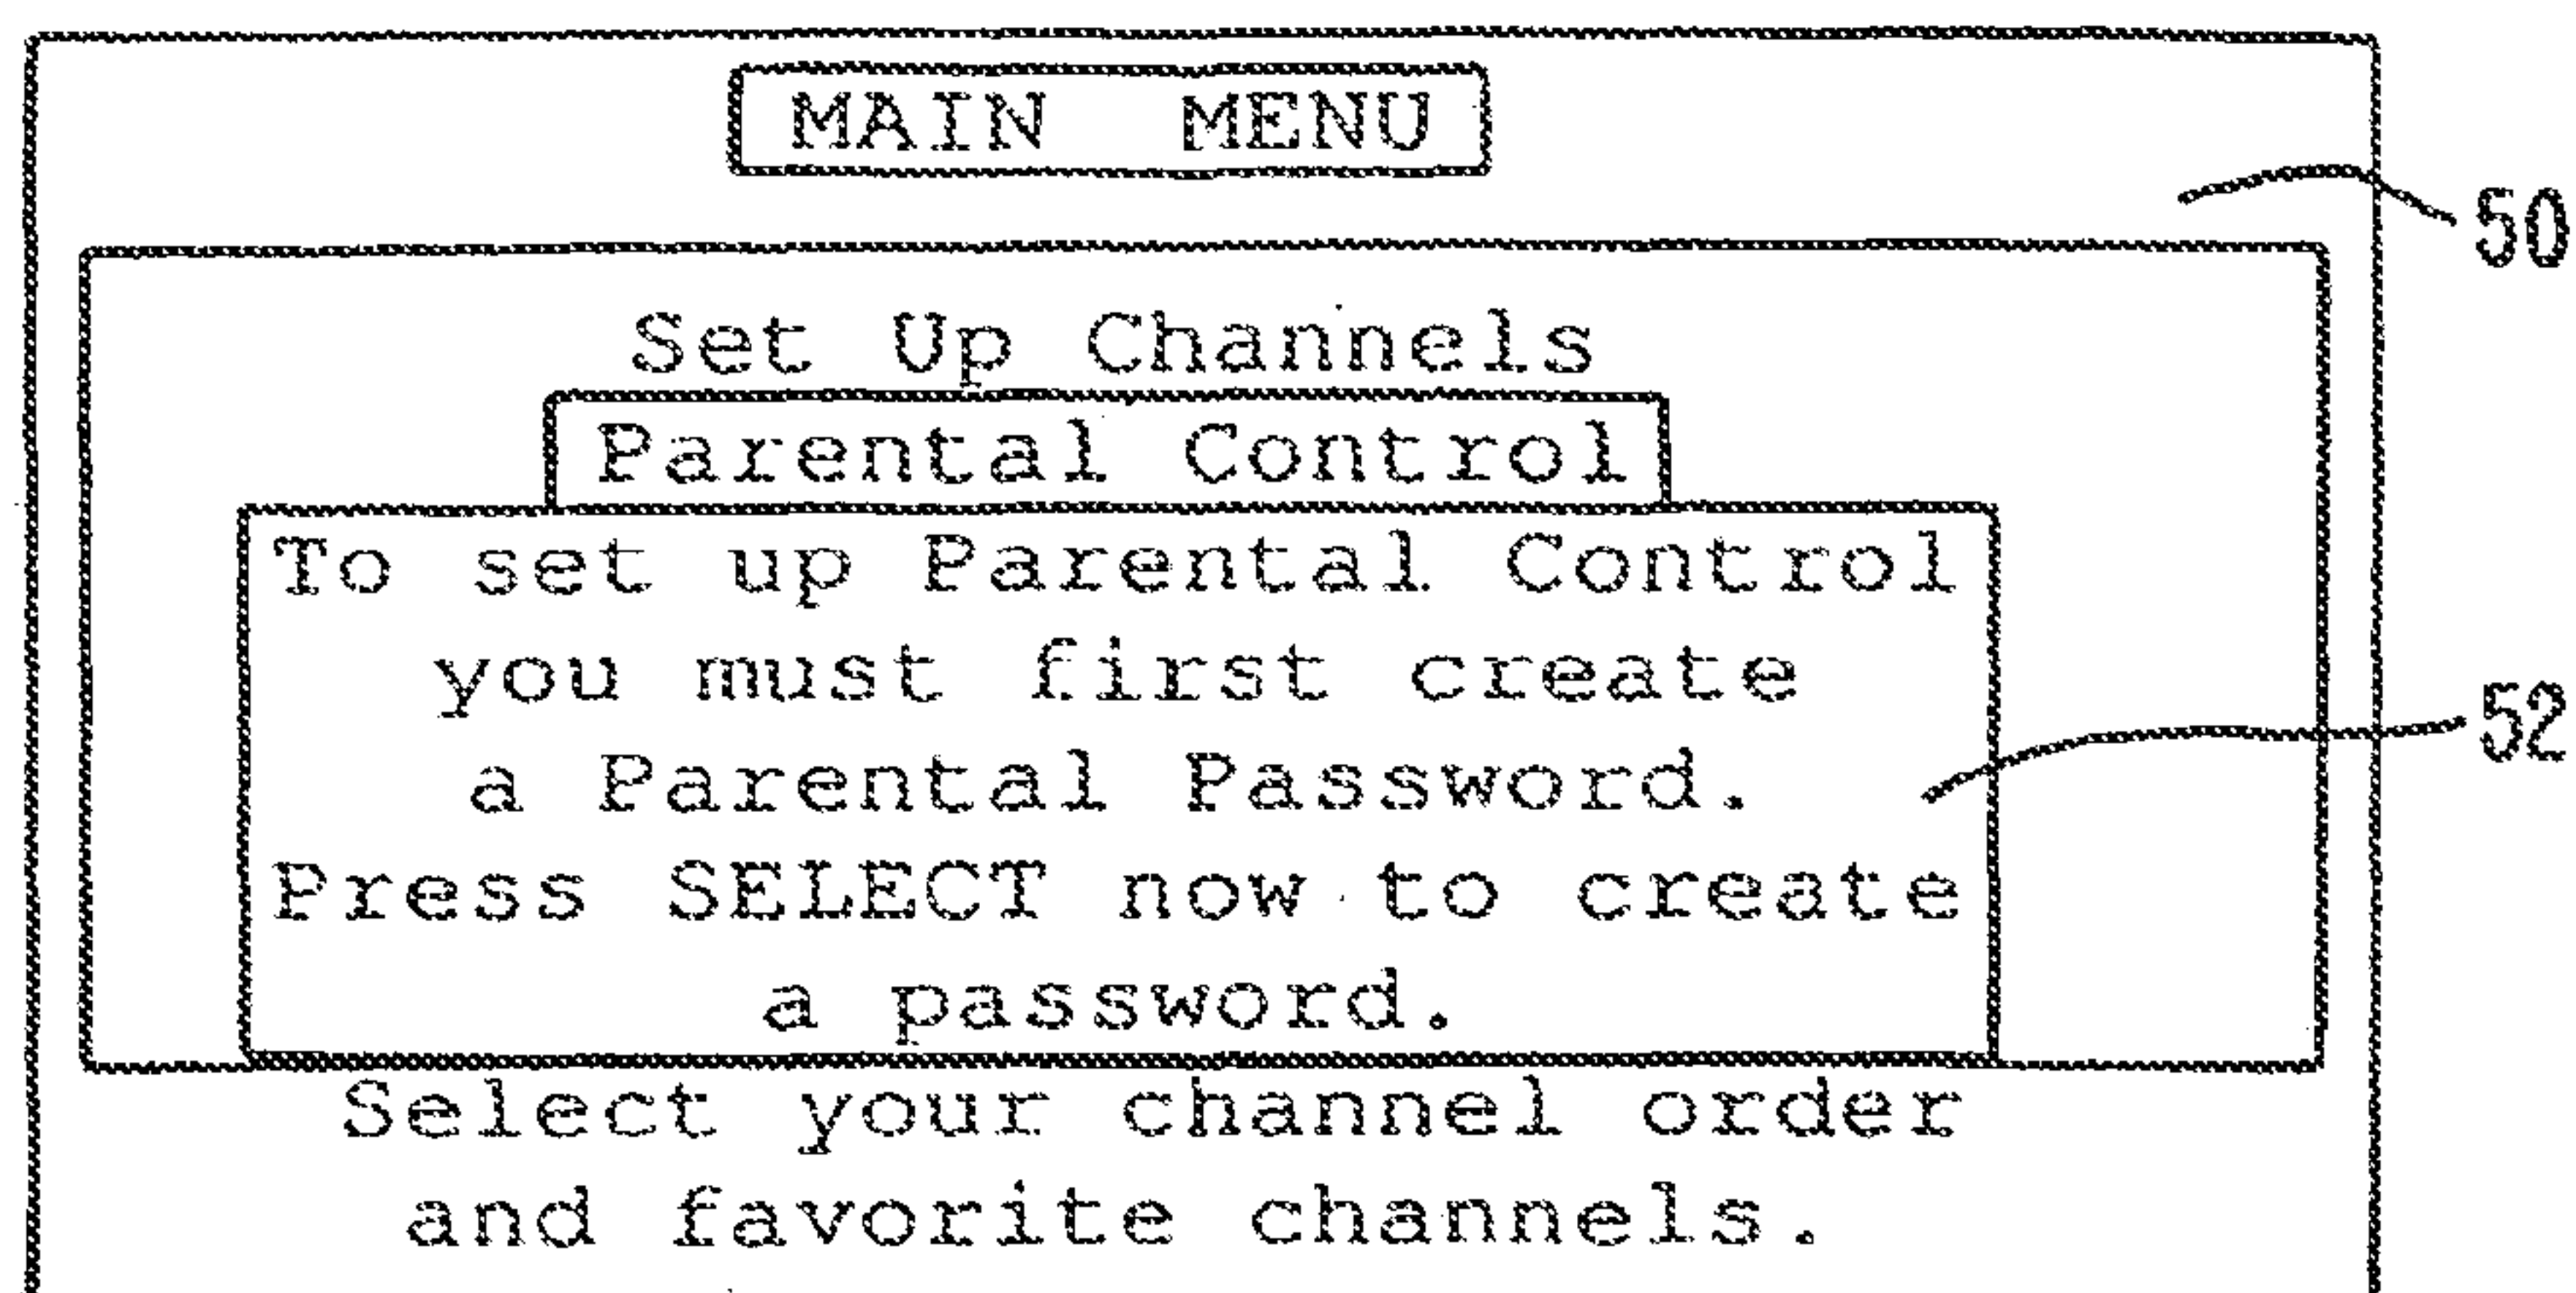 MAIN MENU
50
Set Up Channels
Parental Control
To set up Parental Control
you must first create
a Parental Password.
52
Press SELECT now to create
a password.
Select your channel order
and favorite channels.